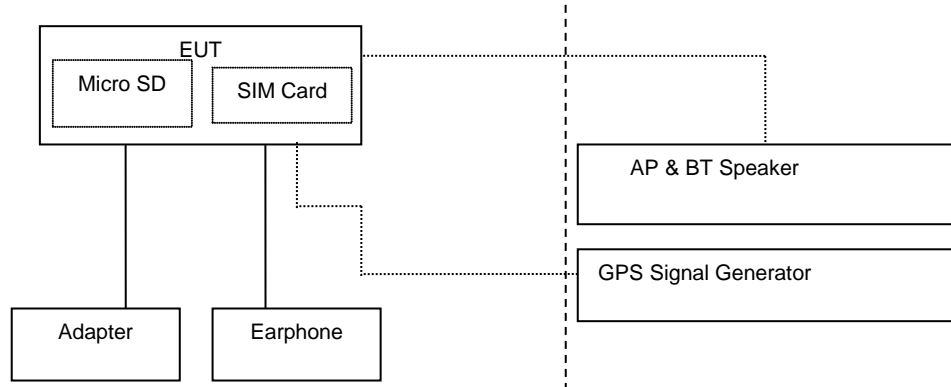 EUT
Micro SD
SIM Card
AP & BT Speaker
GPS Signal Generator
Adapter
Earphone